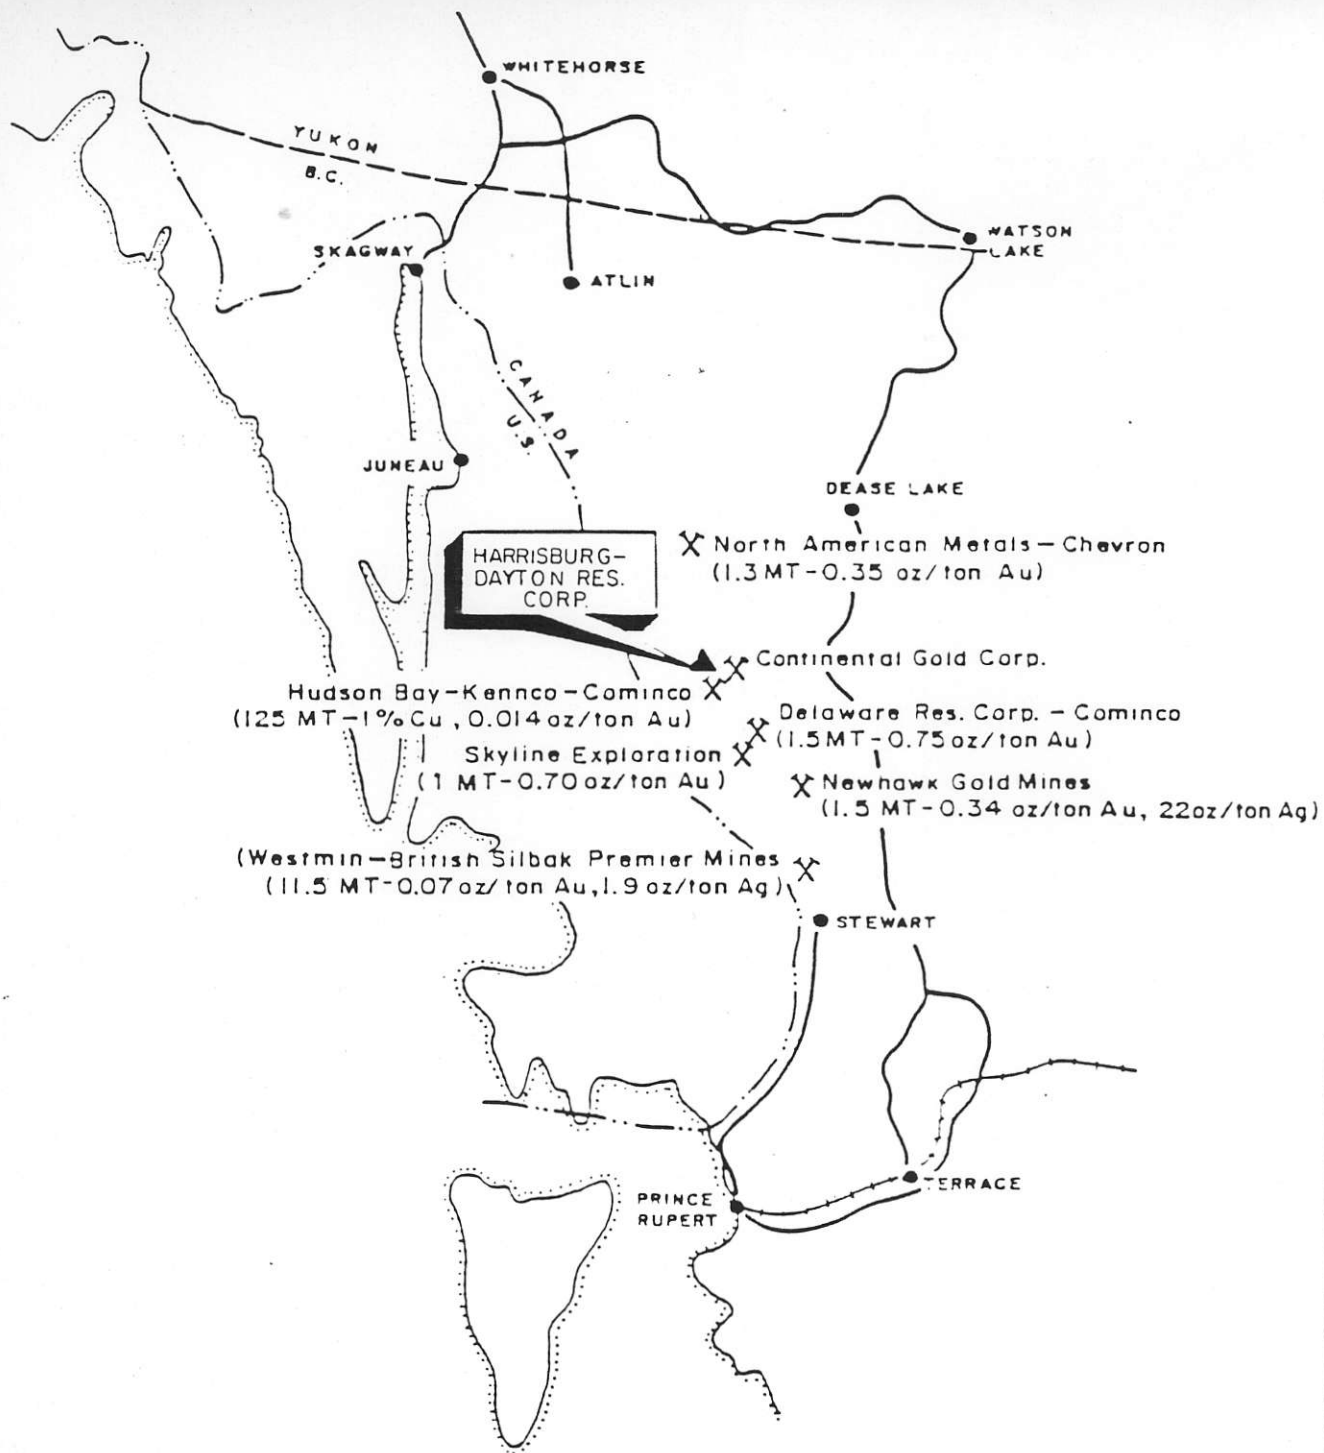 WHITEHORSE
YUKON
B.C.
WATSON
LAKE
SKAGWAY
ATLIN
CANADA
U.S.
JUNEAU
DEASE LAKE
HARRISBURG-
DAYTON RES.
CORP.
North American Metals-Chevron
(1.3 MT-0.35 oz/ton Au)
Continental Gold Corp.
Hudson Bay-Kennco-Cominco
(125 MT-1% Cu, 0.014 oz/ton Au)
Delaware Res. Corp. - Cominco
(1.5 MT-0.75 oz/ton Au)
Skyline Exploration
(1 MT-0.70 oz/ton Au)
Newhawk Gold Mines
(1.5 MT-0.34 oz/ton Au, 22oz/ton Ag)
(Westmin-British Silbak Premier Mines
(11.5 MT-0.07 oz/ton Au, 1.9 oz/ton Ag)
STEWART
TERRACE
PRINCE
RUPERT